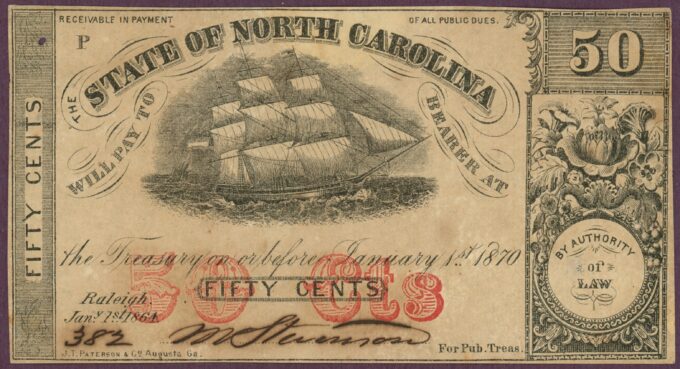 RECEIVABLE IN PAYMENT OF ALL PUBLIC DUES.
P
THE STATE OF NORTH CAROLINA
50
WILL PAY TO BEARER AT
FIFTY CENTS
the Treasury on or before January 1st 1870
50 Cts
FIFTY CENTS
BY AUTHORITY
of
LAW
Raleigh,
Jany. 1st 1864.
382
For Pub. Treas.
J.T. PATERSON & Co. Augusta Ga.